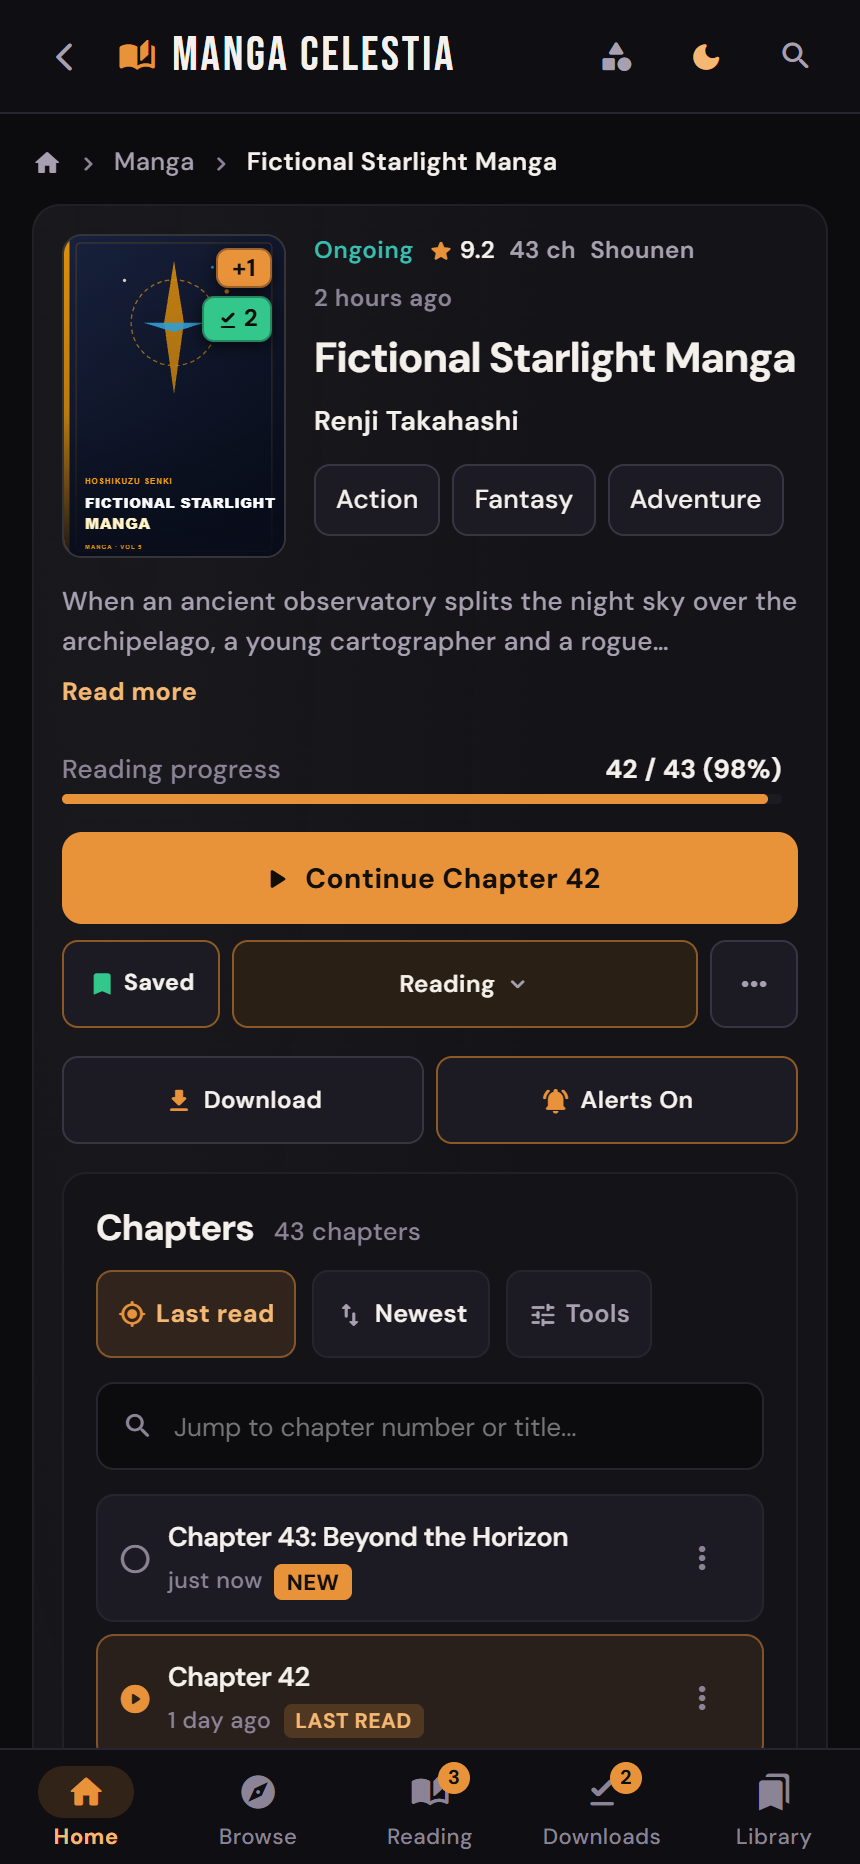 MANGA CELESTIA
Manga
Fictional Starlight Manga
+1
2
HOSHIKUZU SENKI
FICTIONAL STARLIGHT
MANGA
MANGA · VOL 5
Ongoing 9.2 43 ch Shounen
2 hours ago
Fictional Starlight Manga
Renji Takahashi
Action Fantasy Adventure
When an ancient observatory splits the night sky over the
archipelago, a young cartographer and a rogue...
Read more
Reading progress 42 / 43 (98%)
Continue Chapter 42
Saved Reading
Download Alerts On
Chapters 43 chapters
Last read Newest Tools
Jump to chapter number or title...
Chapter 43: Beyond the Horizon
just now NEW
Chapter 42
1 day ago LAST READ
3 2
Home Browse Reading Downloads Library